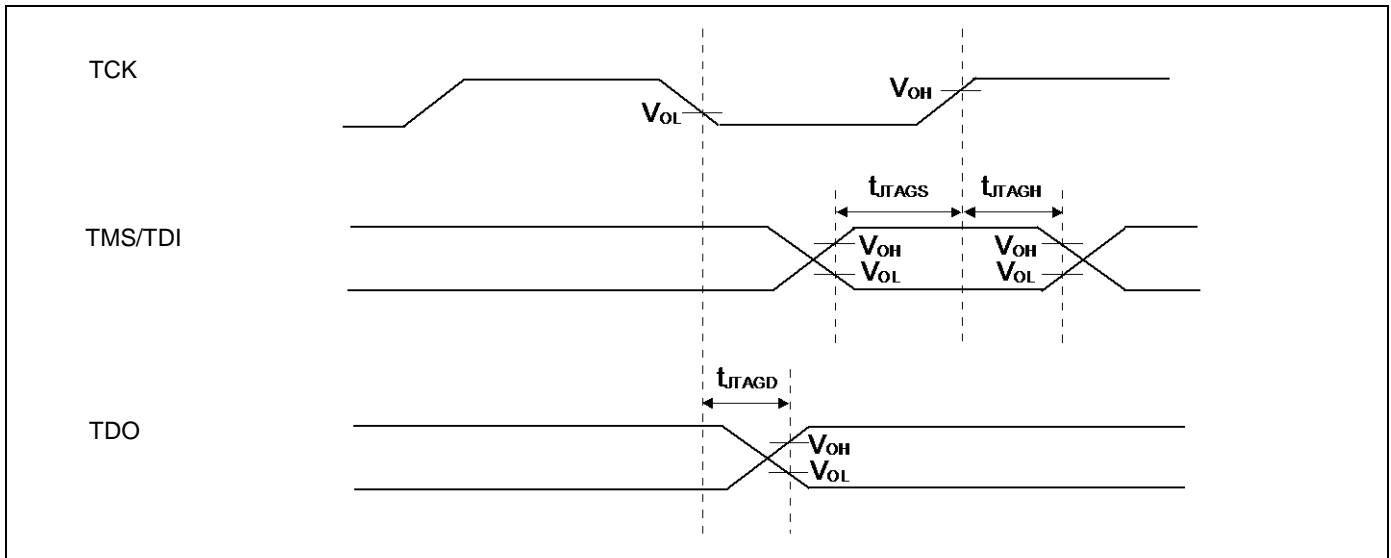 TCK
VOH
VOL
tJTAGS tJTAGH
TMS/TDI
VOH VOH
VOL VOL
tJTAGD
TDO
VOH
VOL